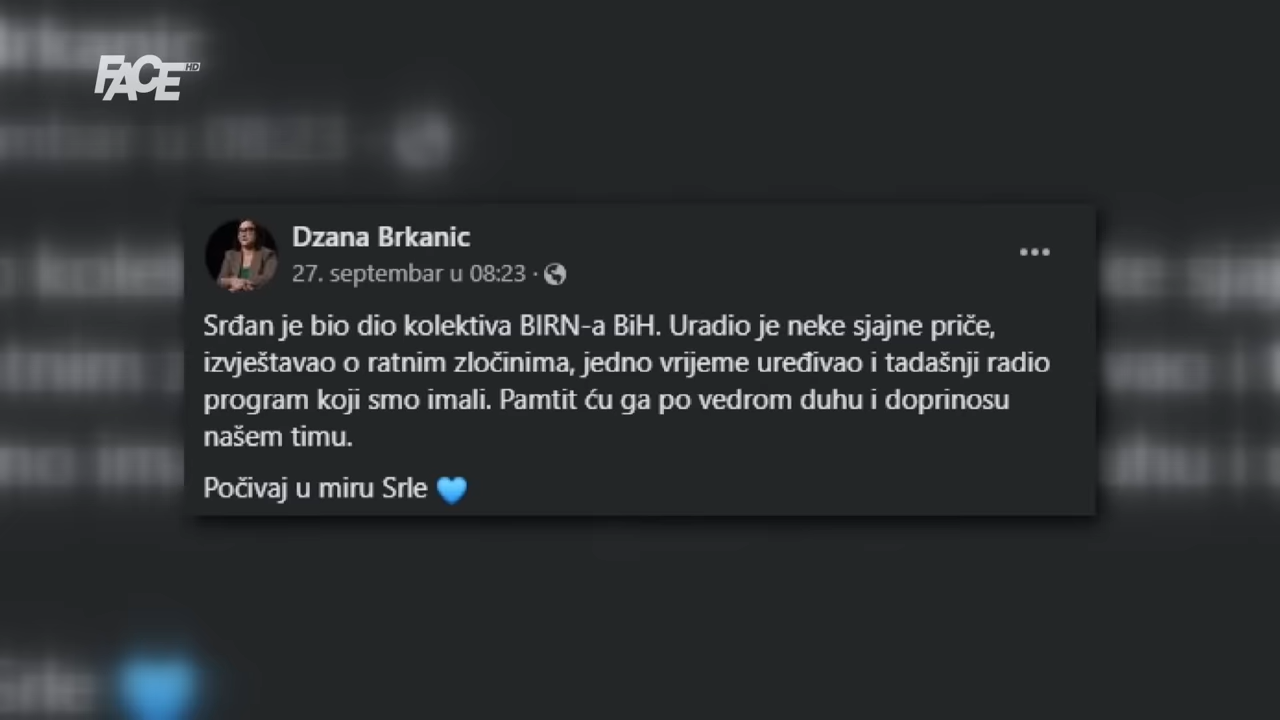 FACE HD
Dzana Brkanic
27. septembar u 08:23 ·
Srđan je bio dio kolektiva BIRN-a BiH. Uradio je neke sjajne priče,
izvještavao o ratnim zločinima, jedno vrijeme uređivao i tadašnji radio
program koji smo imali. Pamtit ću ga po vedrom duhu i doprinosu
našem timu.
Počivaj u miru Srle 💙